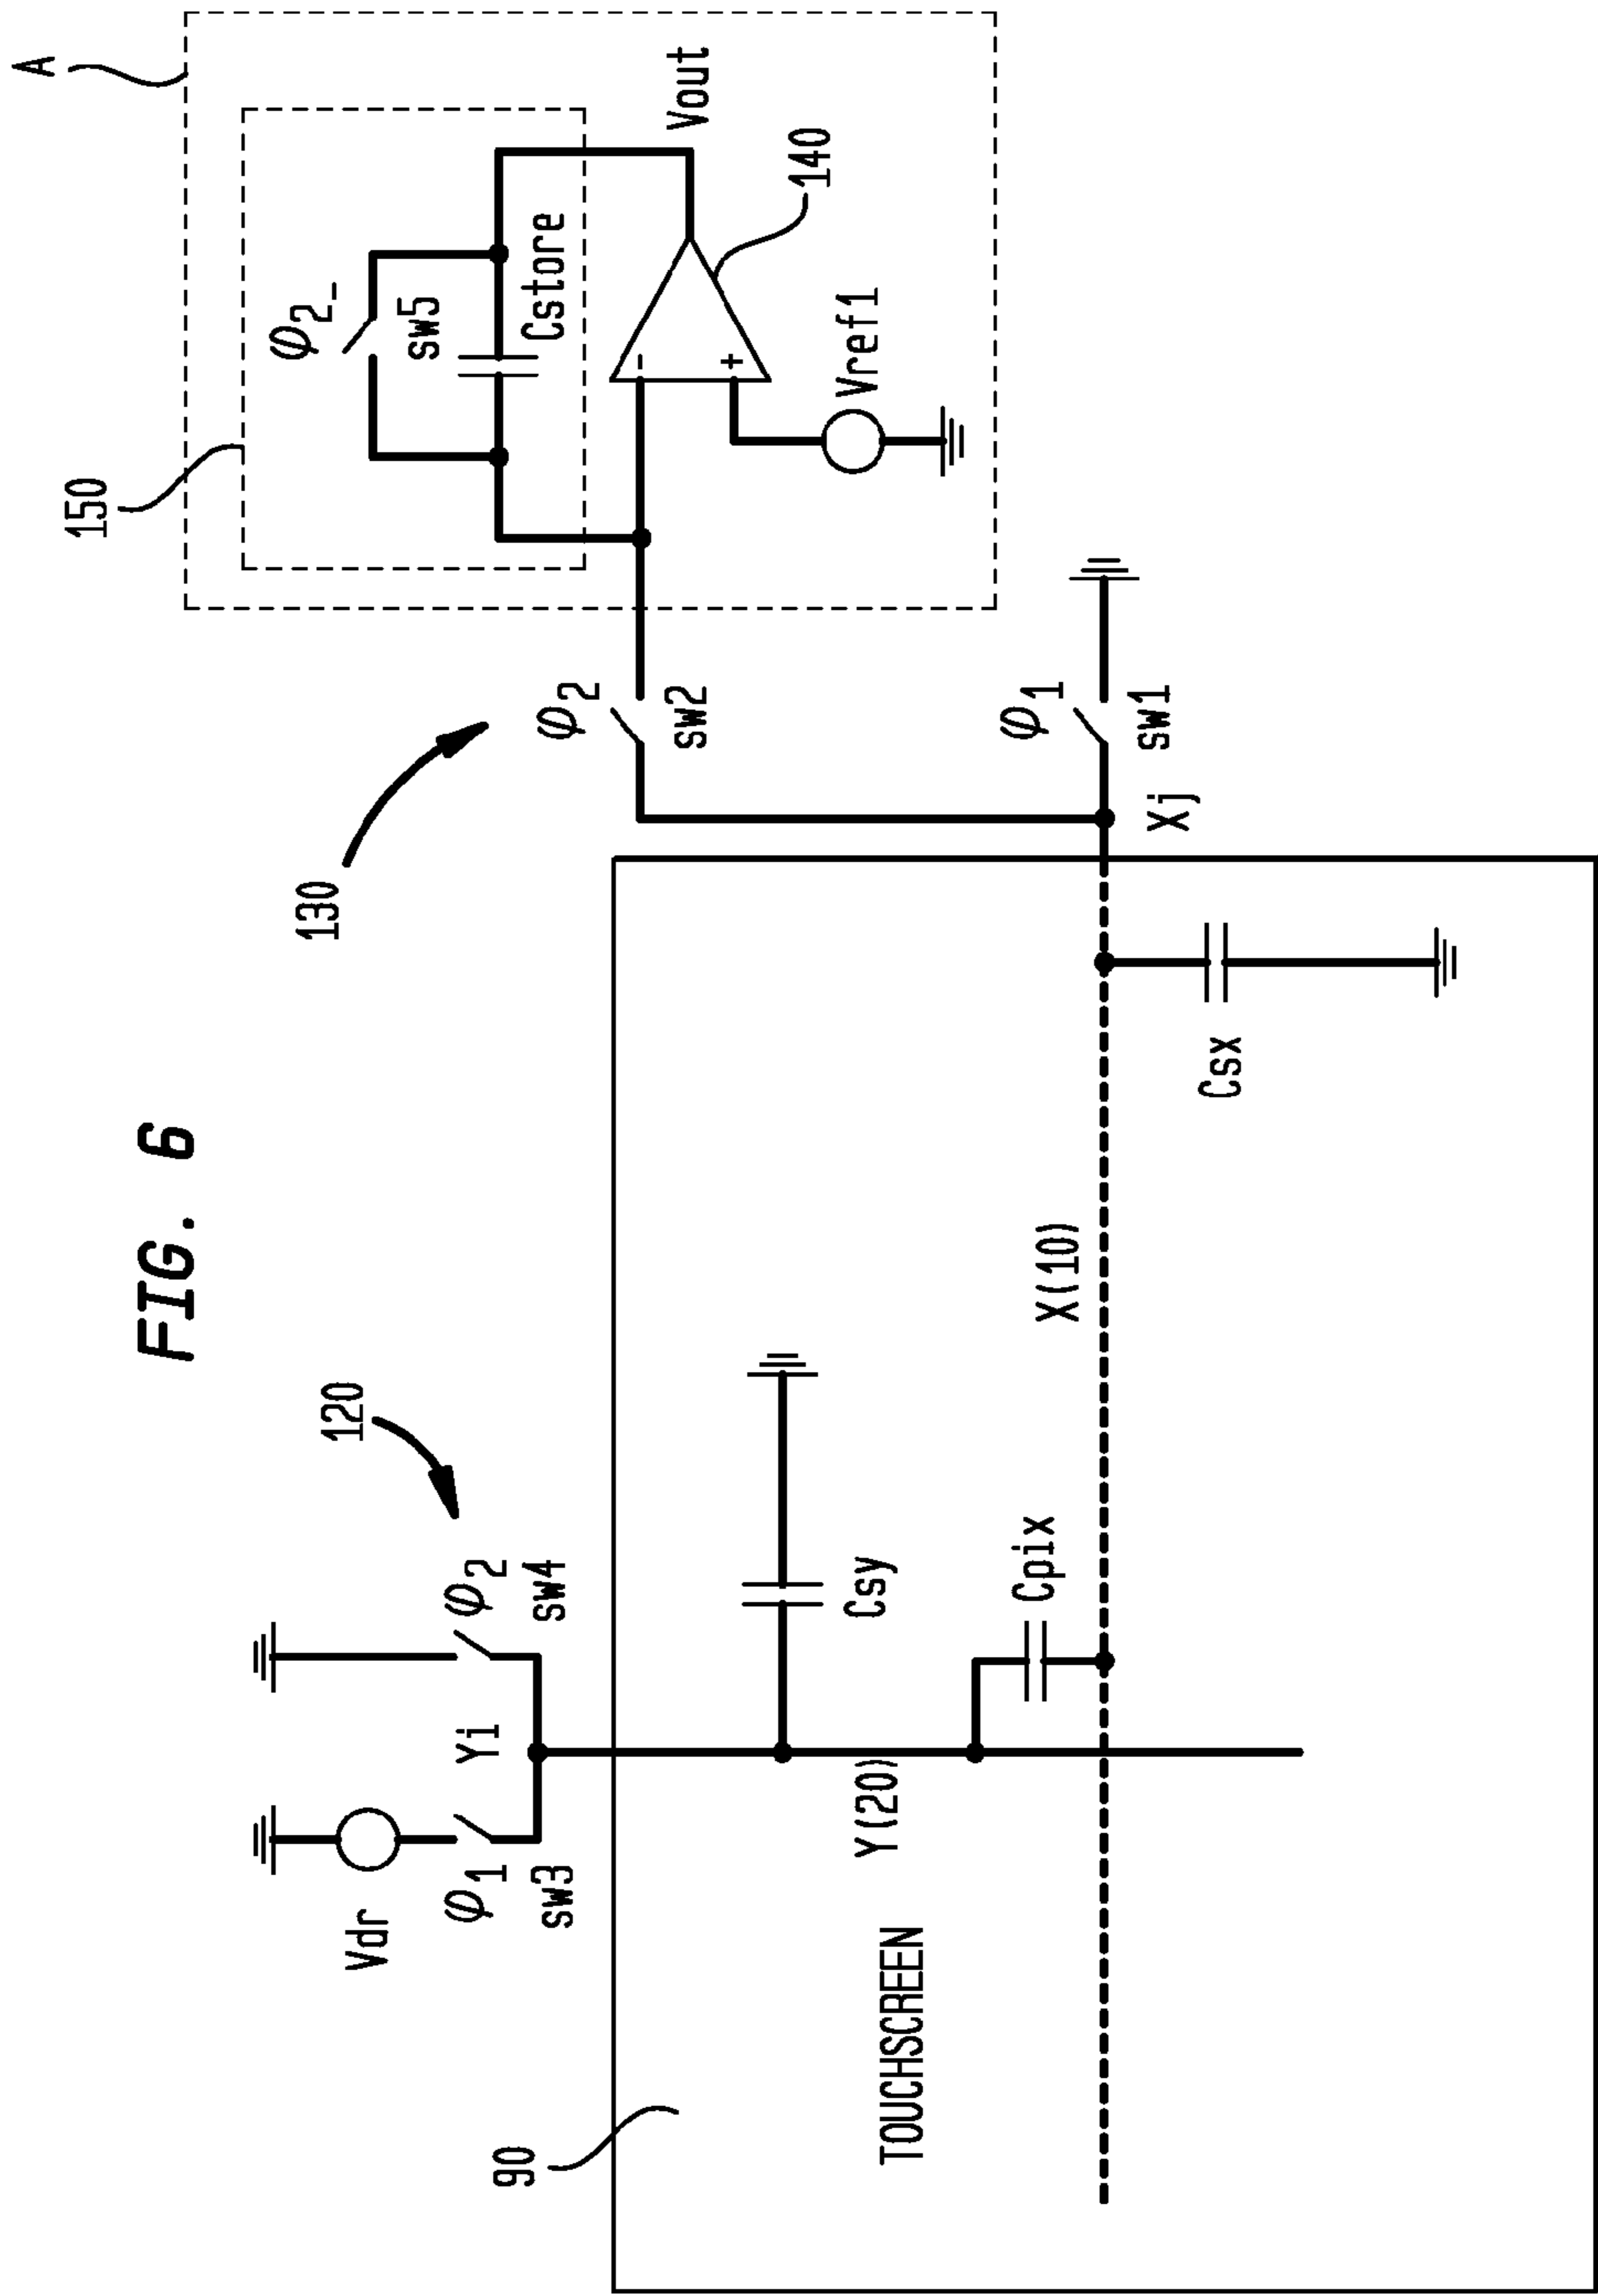 FIG. 6
A
150
φ2_
sw5
Cstore
Vout
140
Vref1
130
φ2
sw2
φ1
sw1
Xj
120
Vdr
φ1
sw3
Yi
φ2
sw4
90
TOUCHSCREEN
Y(20)
Csy
Cpix
X(10)
Csx
-
+